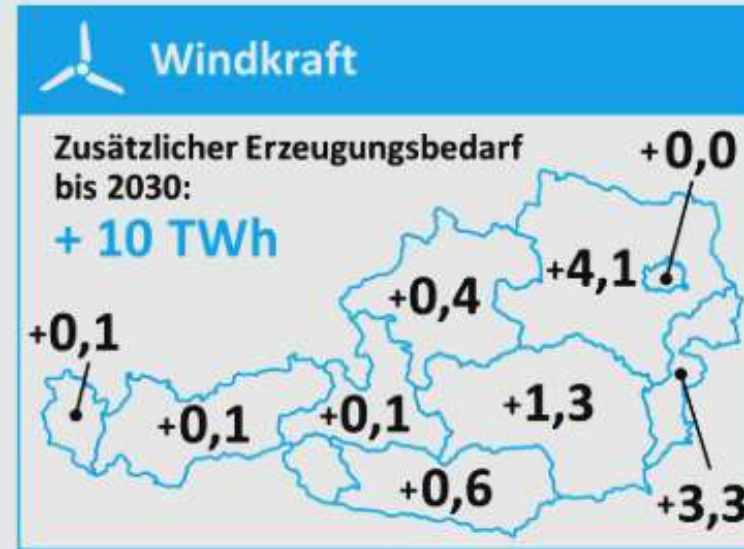 Windkraft
Zusätzlicher Erzeugungsbedarf
bis 2030:
+ 10 TWh
+0,0
+4,1
+0,4
+0,1
+0,1
+0,1
+1,3
+0,6
+3,3